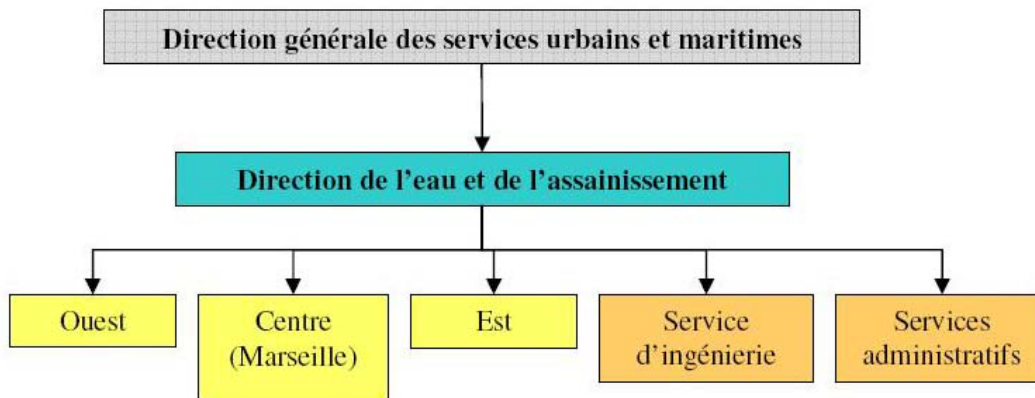 Direction générale des services urbains et maritimes
Direction de l’eau et de l’assainissement
Ouest
Centre
(Marseille)
Est
Service
d’ingénierie
Services
administratifs